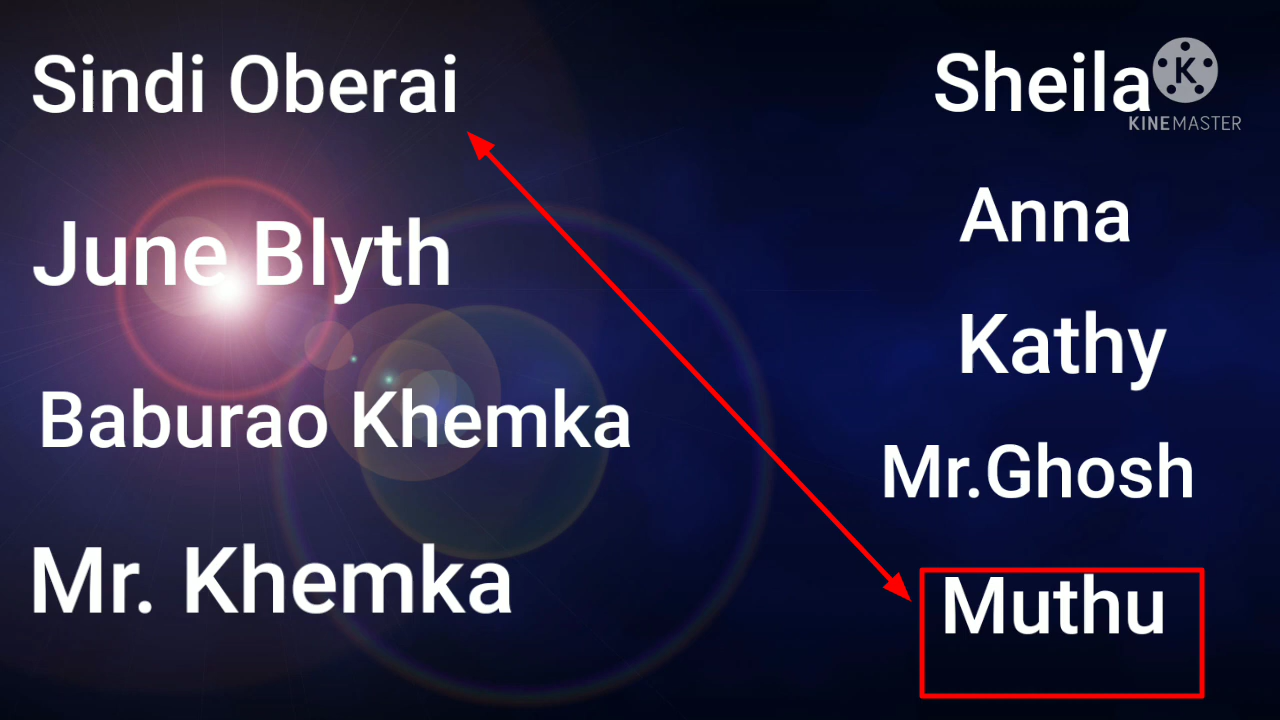 Sindi Oberai
June Blyth
Baburao Khemka
Mr. Khemka
Sheila
KINEMASTER
Anna
Kathy
Mr.Ghosh
Muthu